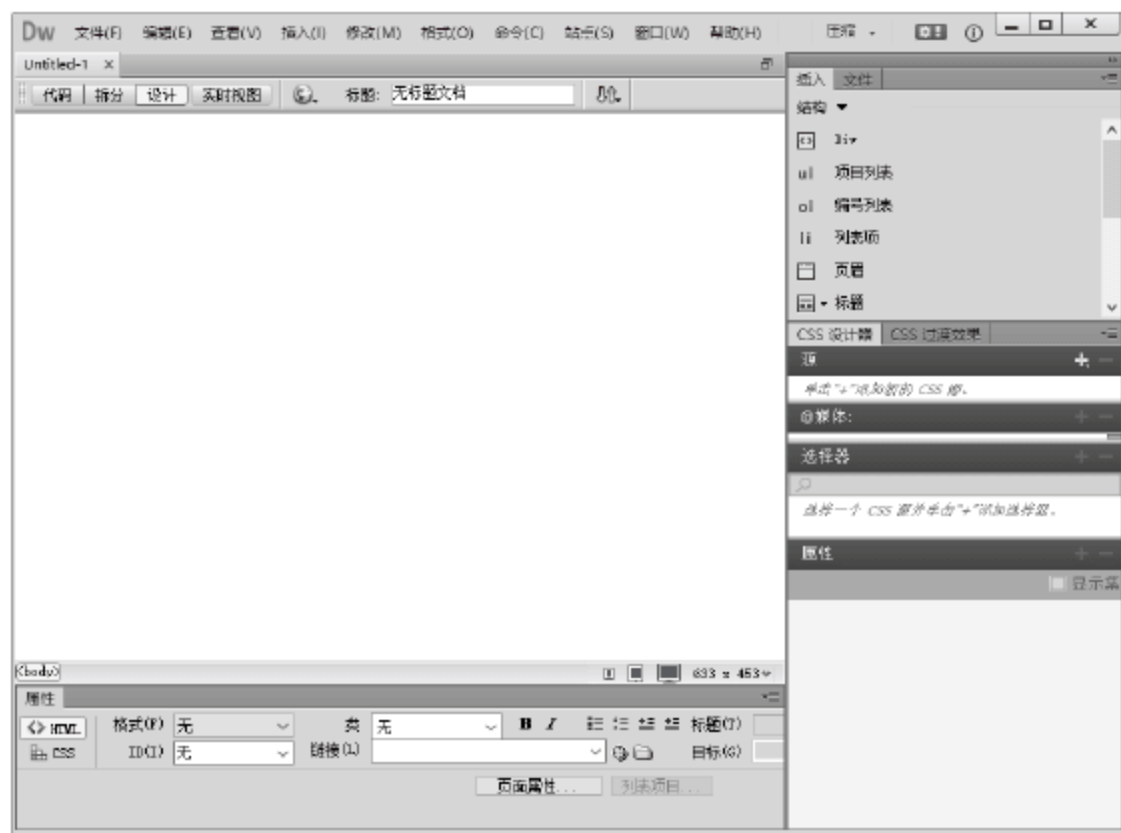 Dw 文件(F) 编辑(E) 查看(V) 插入(I) 修改(M) 格式(O) 命令(C) 站点(S) 窗口(W) 帮助(H) 压缩
Untitled-1 ×
代码 拆分 设计 实时视图 标题: 无标题文档
插入 文件
结构
Div
ul 项目列表
ol 编号列表
li 列表项
页眉
标题
CSS 设计器 CSS 过渡效果
源
单击"+"添加新的 CSS 源。
@媒体:
选择器
选择一个 CSS 源并单击"+"添加选择器。
属性
显示集
<body> 633 x 453
属性
<> HTML 格式(F) 无 类 无 B I 标题(T)
CSS ID(I) 无 链接(L) 目标(G)
页面属性... 列表项目...